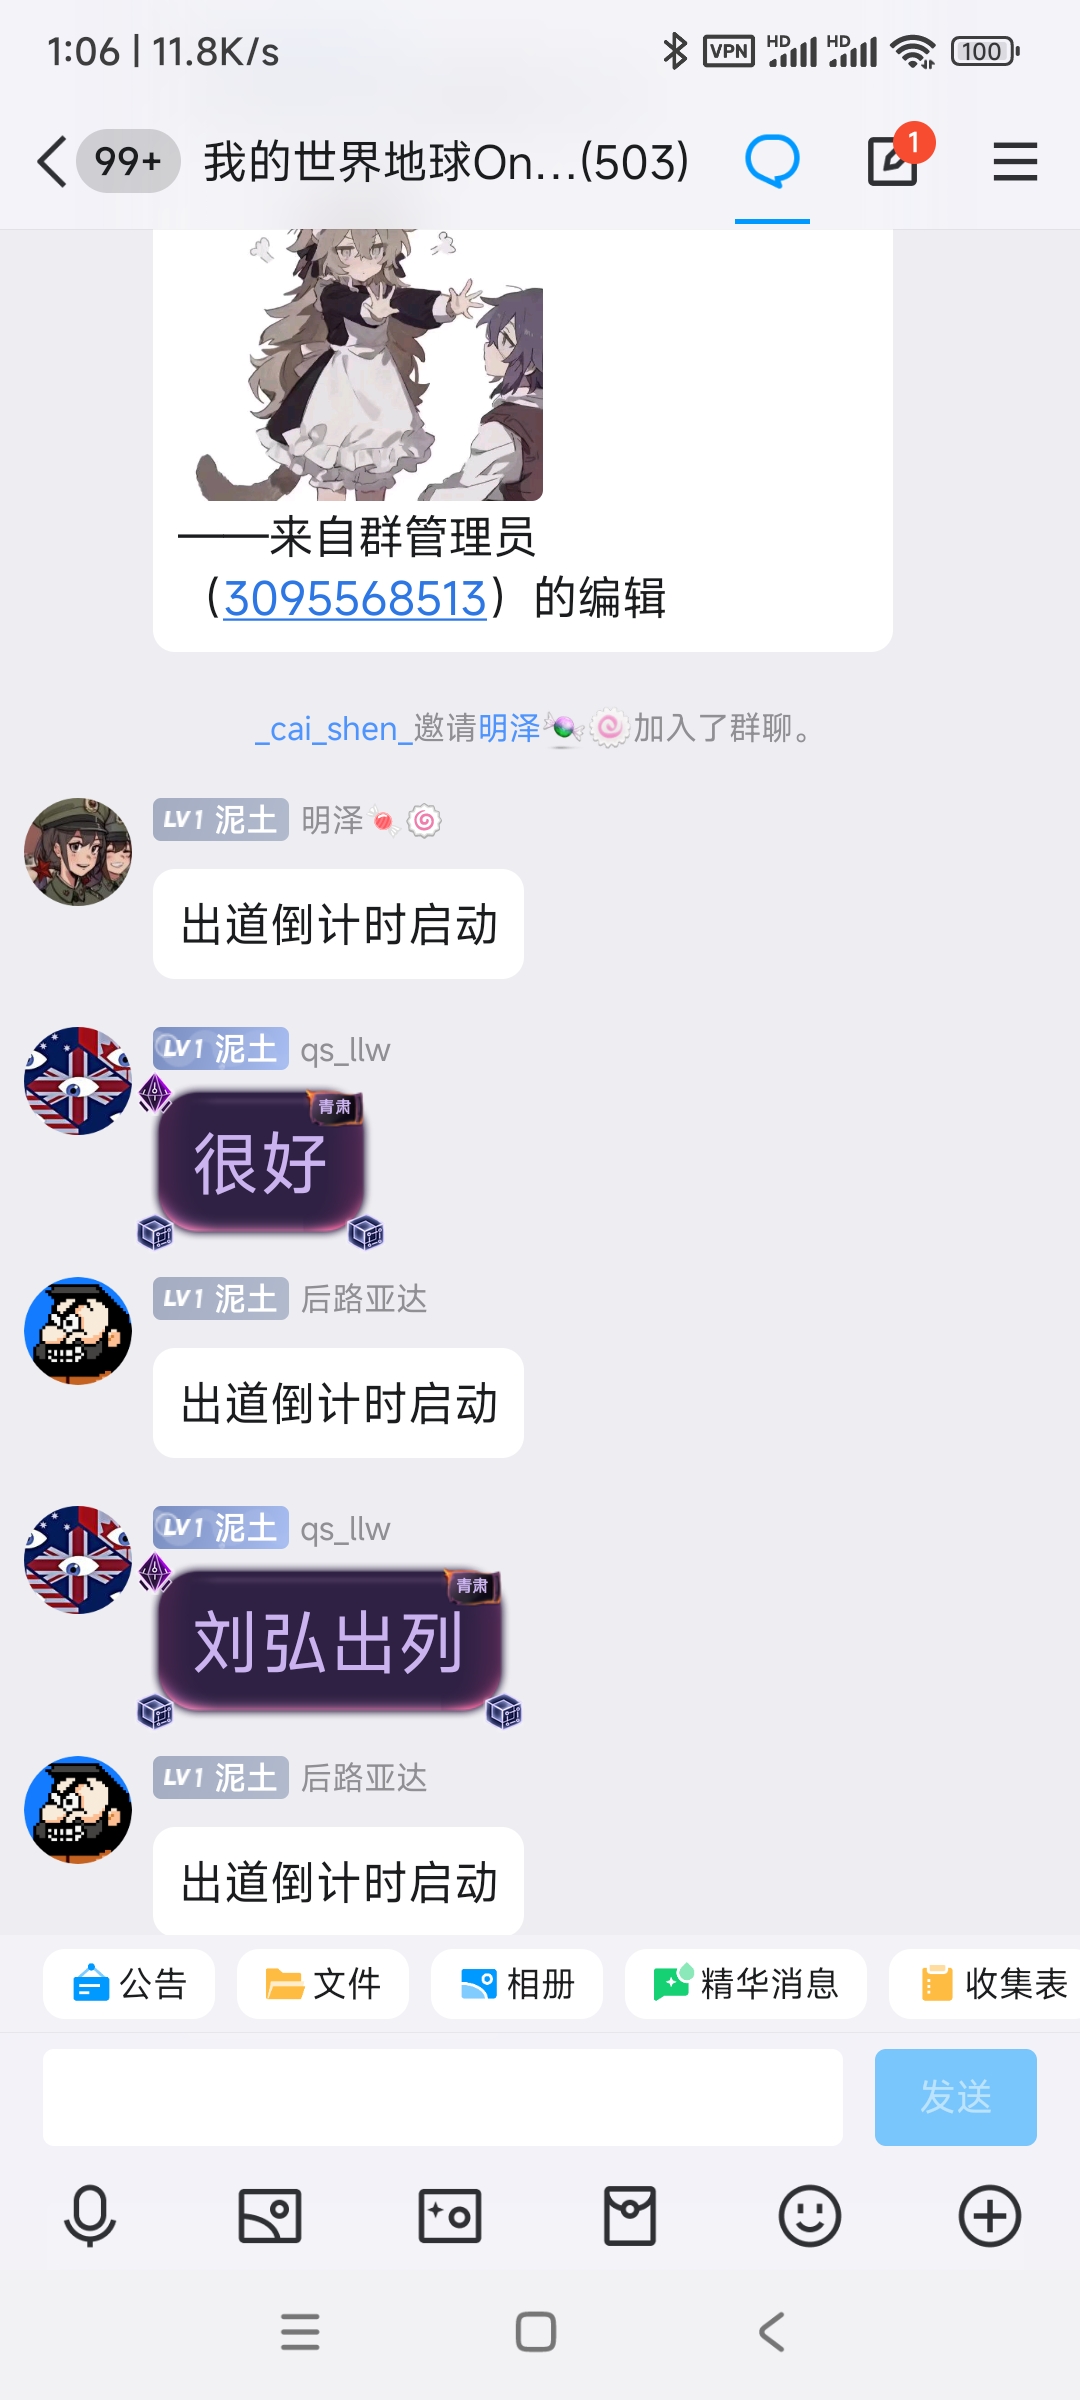 1:06 | 11.8K/s
VPN HD HD 100
99+ 我的世界地球On...(503) 1
——来自群管理员
（3095568513）的编辑
_cai_shen_邀请明泽🍬🍥加入了群聊。
LV1 泥土 明泽🍬🍥
出道倒计时启动
LV1 泥土 qs_llw
青肃
很好
LV1 泥土 后路亚达
出道倒计时启动
LV1 泥土 qs_llw
青肃
刘弘出列
LV1 泥土 后路亚达
出道倒计时启动
公告 文件 相册 精华消息 收集表
发送